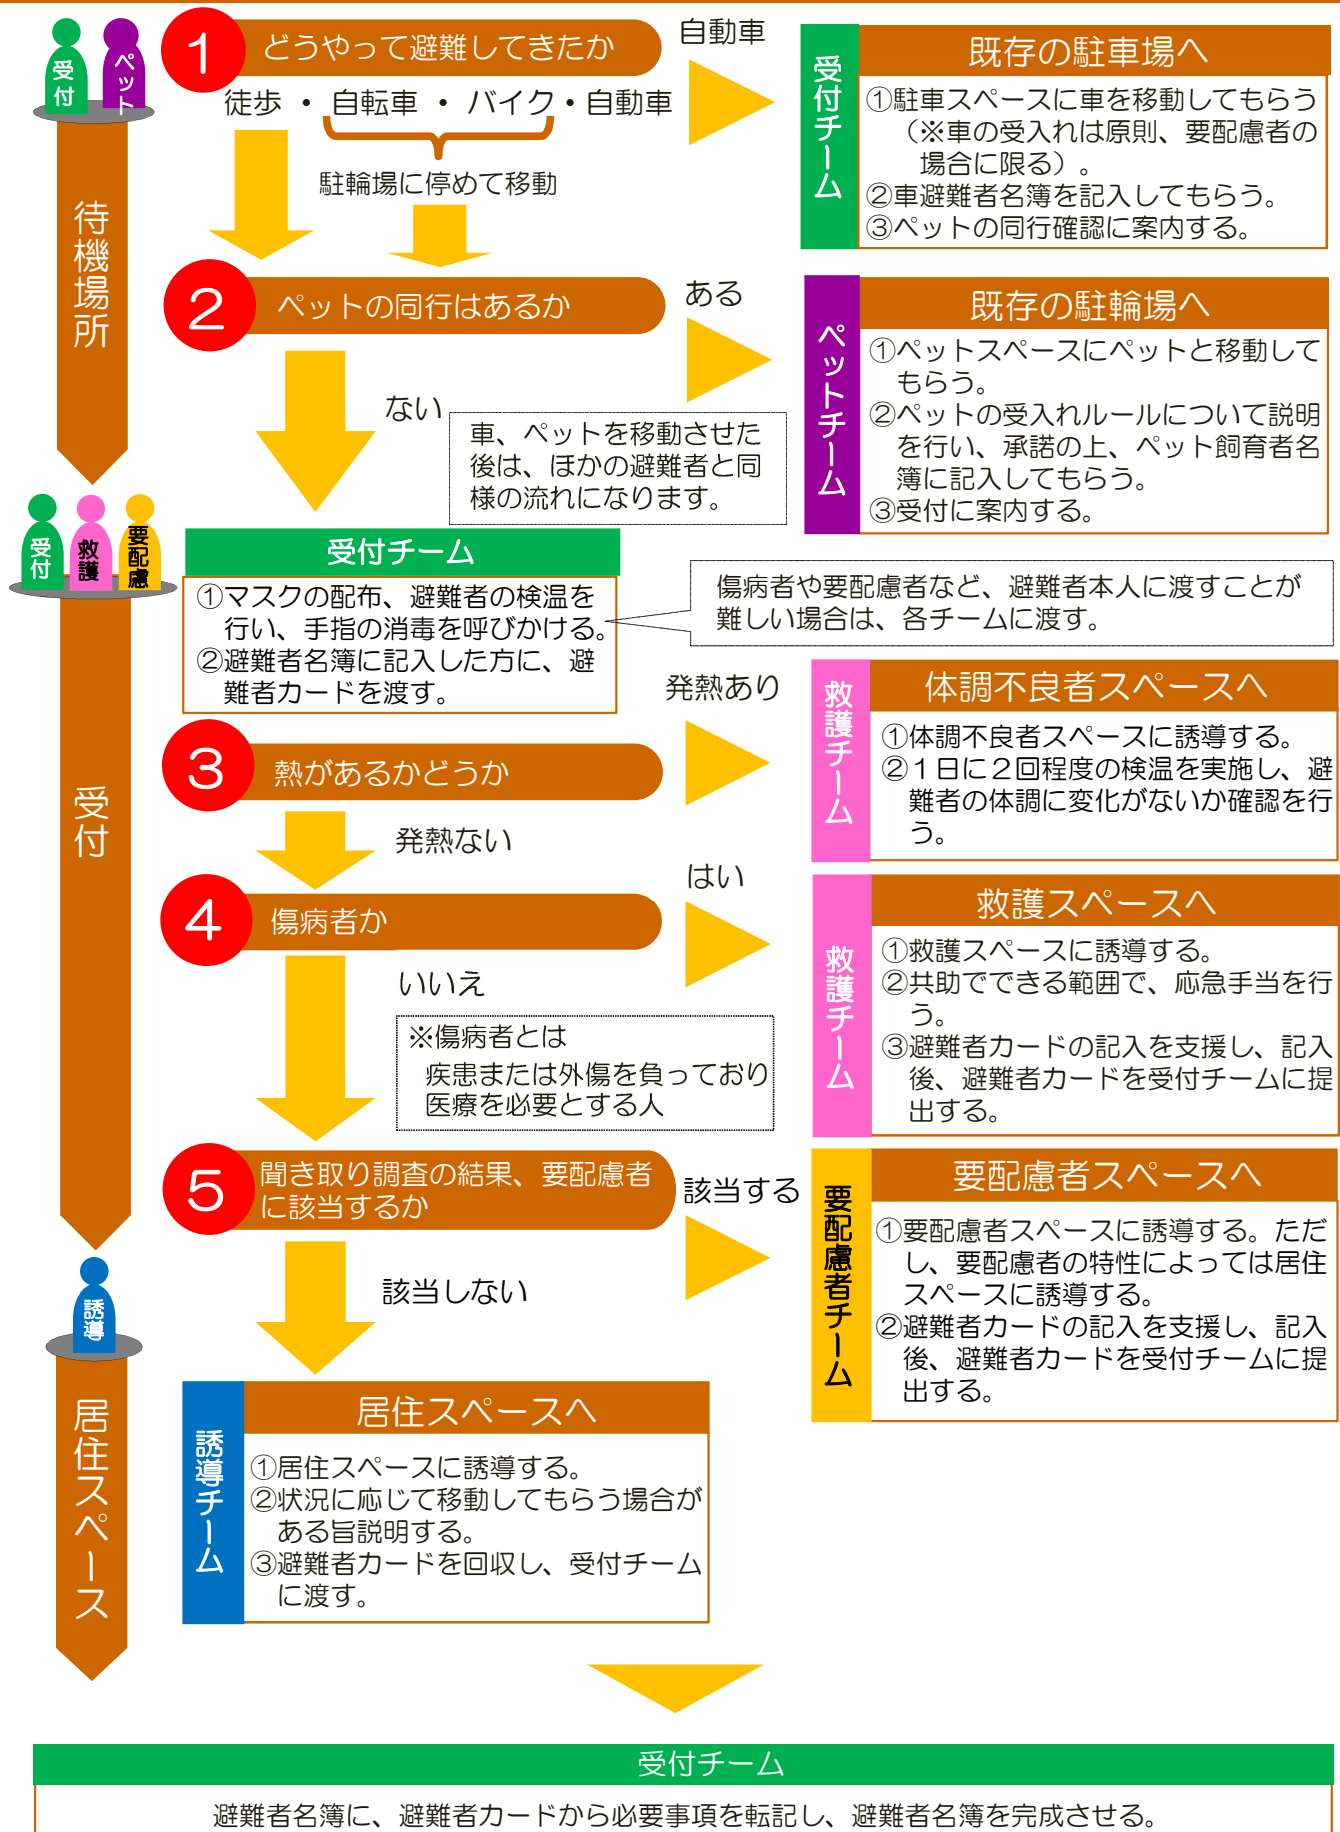 受付
ペット
待機場所
1
どうやって避難してきたか
徒歩 ・ 自転車 ・ バイク・自動車
駐輪場に停めて移動
自動車
受付チーム
既存の駐車場へ
①駐車スペースに車を移動してもらう
（※車の受入れは原則、要配慮者の
場合に限る）。
②車避難者名簿を記入してもらう。
③ペットの同行確認に案内する。
2
ペットの同行はあるか
ある
ない
ペットチーム
既存の駐輪場へ
①ペットスペースにペットと移動して
もらう。
②ペットの受入れルールについて説明
を行い、承諾の上、ペット飼育者名
簿に記入してもらう。
③受付に案内する。
車、ペットを移動させた
後は、ほかの避難者と同
様の流れになります。
受付
救護
要配慮
受付
受付チーム
①マスクの配布、避難者の検温を
行い、手指の消毒を呼びかける。
②避難者名簿に記入した方に、避
難者カードを渡す。
傷病者や要配慮者など、避難者本人に渡すことが
難しい場合は、各チームに渡す。
3
熱があるかどうか
発熱あり
発熱ない
救護チーム
体調不良者スペースへ
①体調不良者スペースに誘導する。
②１日に２回程度の検温を実施し、避
難者の体調に変化がないか確認を行
う。
4
傷病者か
はい
いいえ
※傷病者とは
疾患または外傷を負っており
医療を必要とする人
救護チーム
救護スペースへ
①救護スペースに誘導する。
②共助でできる範囲で、応急手当を行
う。
③避難者カードの記入を支援し、記入
後、避難者カードを受付チームに提
出する。
5
聞き取り調査の結果、要配慮者
に該当するか
該当する
該当しない
要配慮者チーム
要配慮者スペースへ
①要配慮者スペースに誘導する。ただ
し、要配慮者の特性によっては居住
スペースに誘導する。
②避難者カードの記入を支援し、記入
後、避難者カードを受付チームに提
出する。
誘導
居住スペース
誘導チーム
居住スペースへ
①居住スペースに誘導する。
②状況に応じて移動してもらう場合が
ある旨説明する。
③避難者カードを回収し、受付チーム
に渡す。
受付チーム
避難者名簿に、避難者カードから必要事項を転記し、避難者名簿を完成させる。